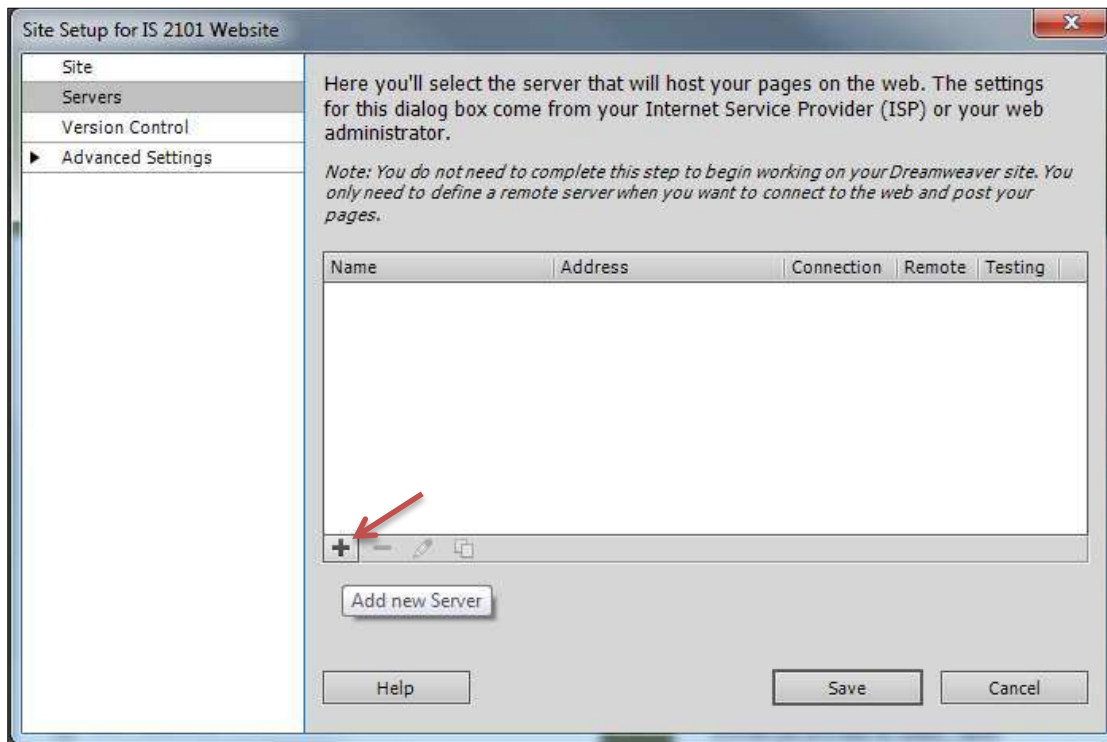 Site Setup for IS 2101 Website
Site
Servers
Version Control
Advanced Settings
Here you'll select the server that will host your pages on the web. The settings
for this dialog box come from your Internet Service Provider (ISP) or your web
administrator.
Note: You do not need to complete this step to begin working on your Dreamweaver site. You
only need to define a remote server when you want to connect to the web and post your
pages.
Name Address Connection Remote Testing
Add new Server
Help Save Cancel